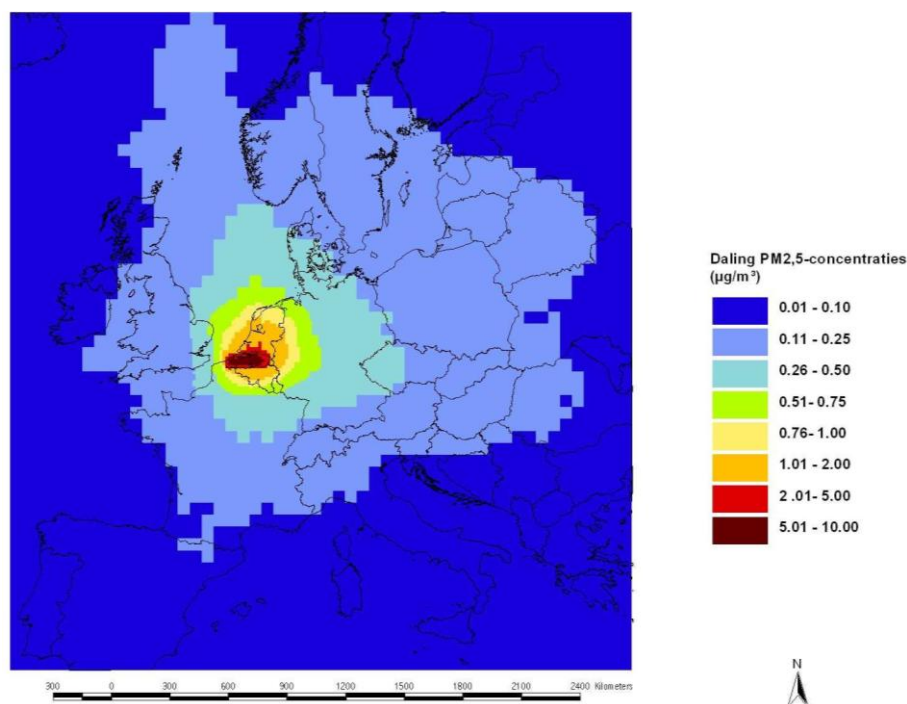 Daling PM2,5-concentraties
(µg/m³)
0.01 - 0.10
0.11 - 0.25
0.26 - 0.50
0.51- 0.75
0.76- 1.00
1.01 - 2.00
2 .01- 5.00
5.01 - 10.00
N
300 0 300 600 900 1200 1500 1800 2100 2400 Kilometers